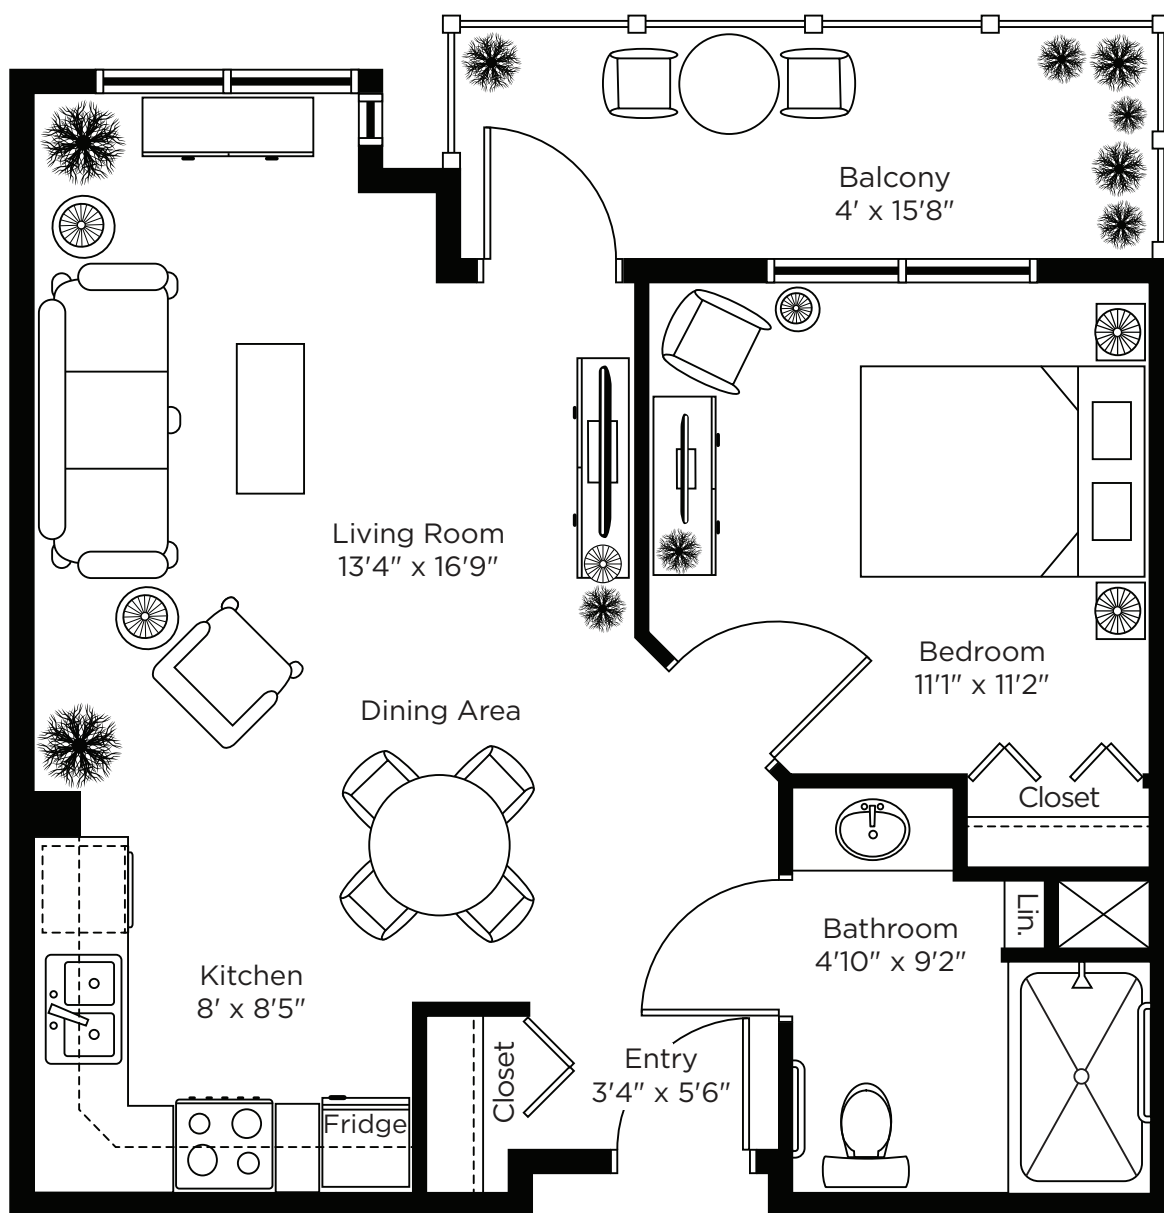 Balcony
4' x 15'8"
Living Room
13'4" x 16'9"
Bedroom
11'1" x 11'2"
Dining Area
Closet
Lin.
Bathroom
4'10" x 9'2"
Kitchen
8' x 8'5"
Closet
Entry
3'4" x 5'6"
Fridge